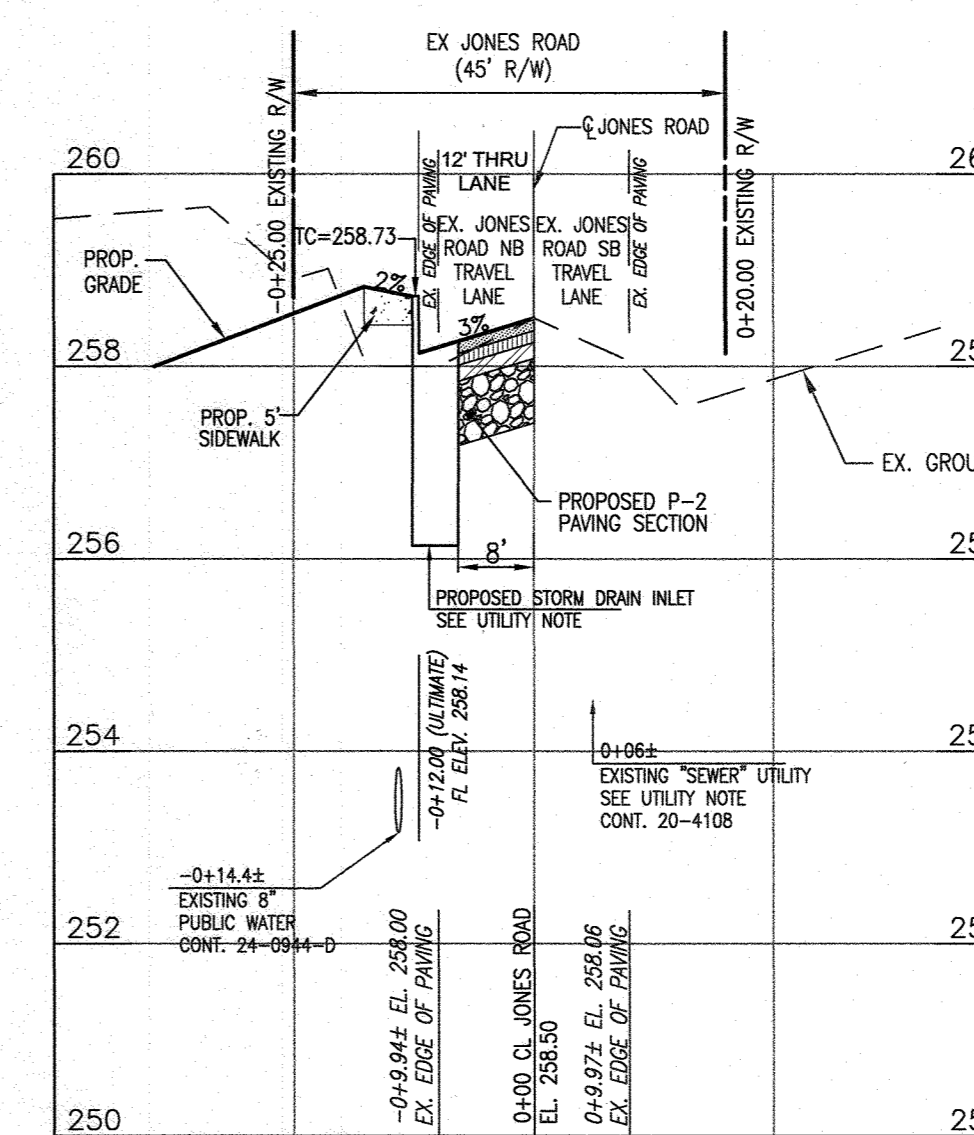 EX JONES ROAD
(45' R/W)
-0+25.00 EXISTING R/W
0+20.00 EXISTING R/W
℄ JONES ROAD
260
26
EX. EDGE OF PAVING
12' THRU
LANE
EX. EDGE OF PAVING
TC=258.73
EX. JONES
ROAD NB
TRAVEL
LANE
EX. JONES
ROAD SB
TRAVEL
LANE
PROP.
GRADE
2%
3%
258
25
PROP. 5'
SIDEWALK
EX. GROU
PROPOSED P-2
PAVING SECTION
256
25
8'
PROPOSED STORM DRAIN INLET
SEE UTILITY NOTE
-0+12.00 (ULTIMATE)
FL ELEV. 258.14
254
25
0+06±
EXISTING "SEWER" UTILITY
SEE UTILITY NOTE
CONT. 20-4108
-0+14.4±
EXISTING 8"
PUBLIC WATER
CONT. 24-0944-D
252
25
-0+9.94± EL. 258.00
EX. EDGE OF PAVING
0+00 CL JONES ROAD
EL. 258.50
0+9.97± EL. 258.06
EX. EDGE OF PAVING
250
25